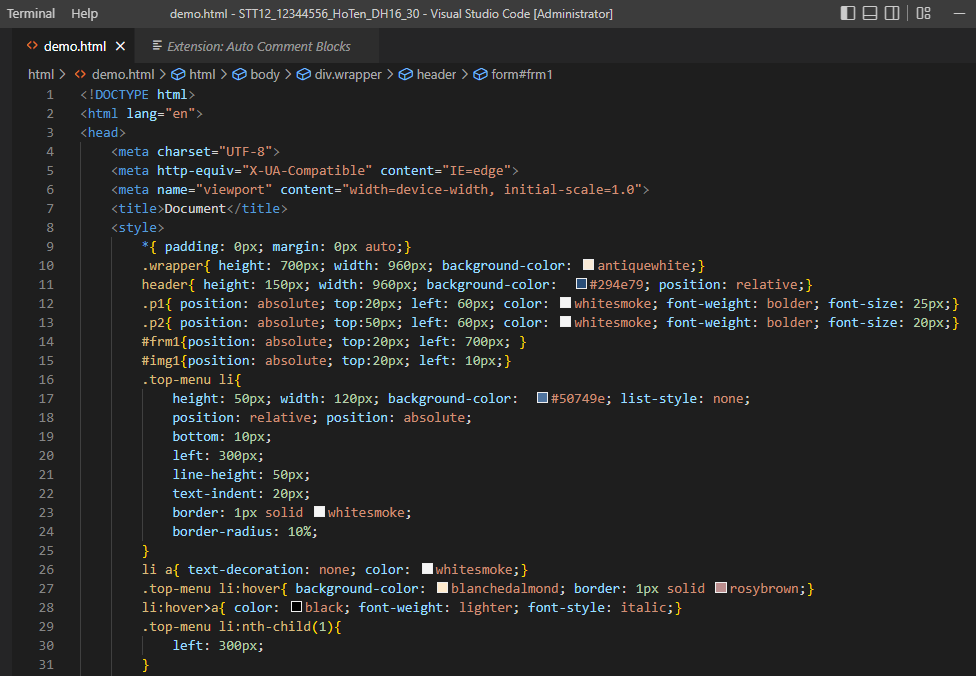 Terminal Help demo.html - STT12_12344556_HoTen_DH16_30 - Visual Studio Code [Administrator]
demo.html Extension: Auto Comment Blocks
html > demo.html > html > body > div.wrapper > header > form#frm1
1 <!DOCTYPE html>
2 <html lang="en">
3 <head>
4 <meta charset="UTF-8">
5 <meta http-equiv="X-UA-Compatible" content="IE=edge">
6 <meta name="viewport" content="width=device-width, initial-scale=1.0">
7 <title>Document</title>
8 <style>
9 *{ padding: 0px; margin: 0px auto;}
10 .wrapper{ height: 700px; width: 960px; background-color: antiquewhite;}
11 header{ height: 150px; width: 960px; background-color: #294e79; position: relative;}
12 .p1{ position: absolute; top:20px; left: 60px; color: whitesmoke; font-weight: bolder; font-size: 25px;}
13 .p2{ position: absolute; top:50px; left: 60px; color: whitesmoke; font-weight: bolder; font-size: 20px;}
14 #frm1{position: absolute; top:20px; left: 700px; }
15 #img1{position: absolute; top:20px; left: 10px;}
16 .top-menu li{
17 height: 50px; width: 120px; background-color: #50749e; list-style: none;
18 position: relative; position: absolute;
19 bottom: 10px;
20 left: 300px;
21 line-height: 50px;
22 text-indent: 20px;
23 border: 1px solid whitesmoke;
24 border-radius: 10%;
25 }
26 li a{ text-decoration: none; color: whitesmoke;}
27 .top-menu li:hover{ background-color: blanchedalmond; border: 1px solid rosybrown;}
28 li:hover>a{ color: black; font-weight: lighter; font-style: italic;}
29 .top-menu li:nth-child(1){
30 left: 300px;
31 }